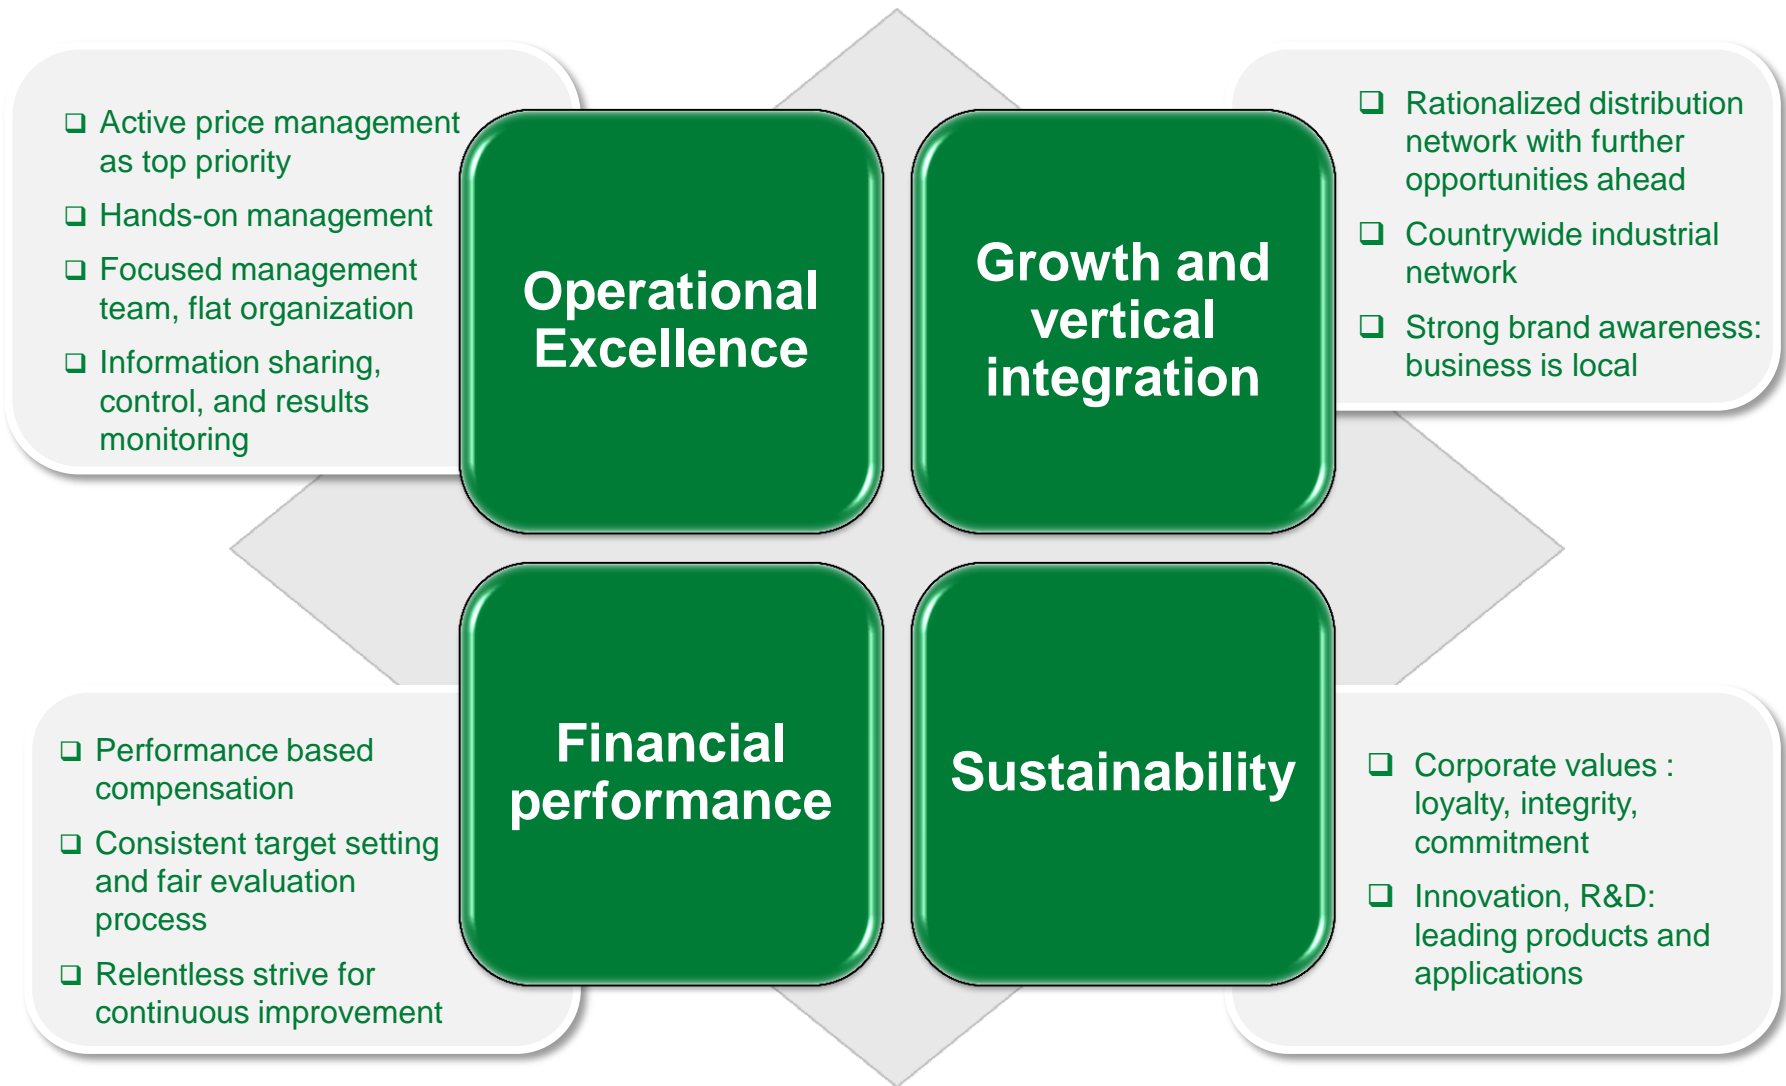 ❑ Active price management
as top priority
❑ Hands-on management
❑ Focused management
team, flat organization
❑ Information sharing,
control, and results
monitoring
Operational
Excellence
Growth and
vertical
integration
❑ Rationalized distribution
network with further
opportunities ahead
❑ Countrywide industrial
network
❑ Strong brand awareness:
business is local
❑ Performance based
compensation
❑ Consistent target setting
and fair evaluation
process
❑ Relentless strive for
continuous improvement
Financial
performance
Sustainability
❑ Corporate values :
loyalty, integrity,
commitment
❑ Innovation, R&D:
leading products and
applications